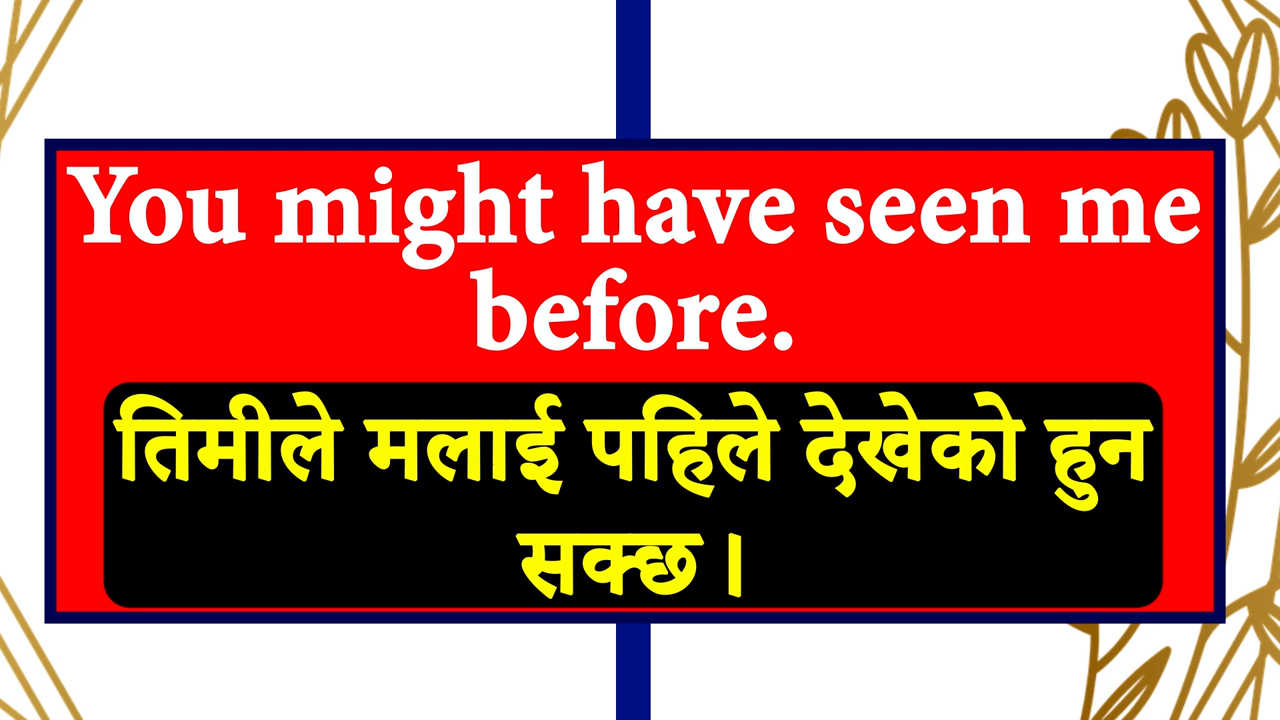 You might have seen me
before.
तिमीले मलाई पहिले देखेको हुन
सक्छ ।